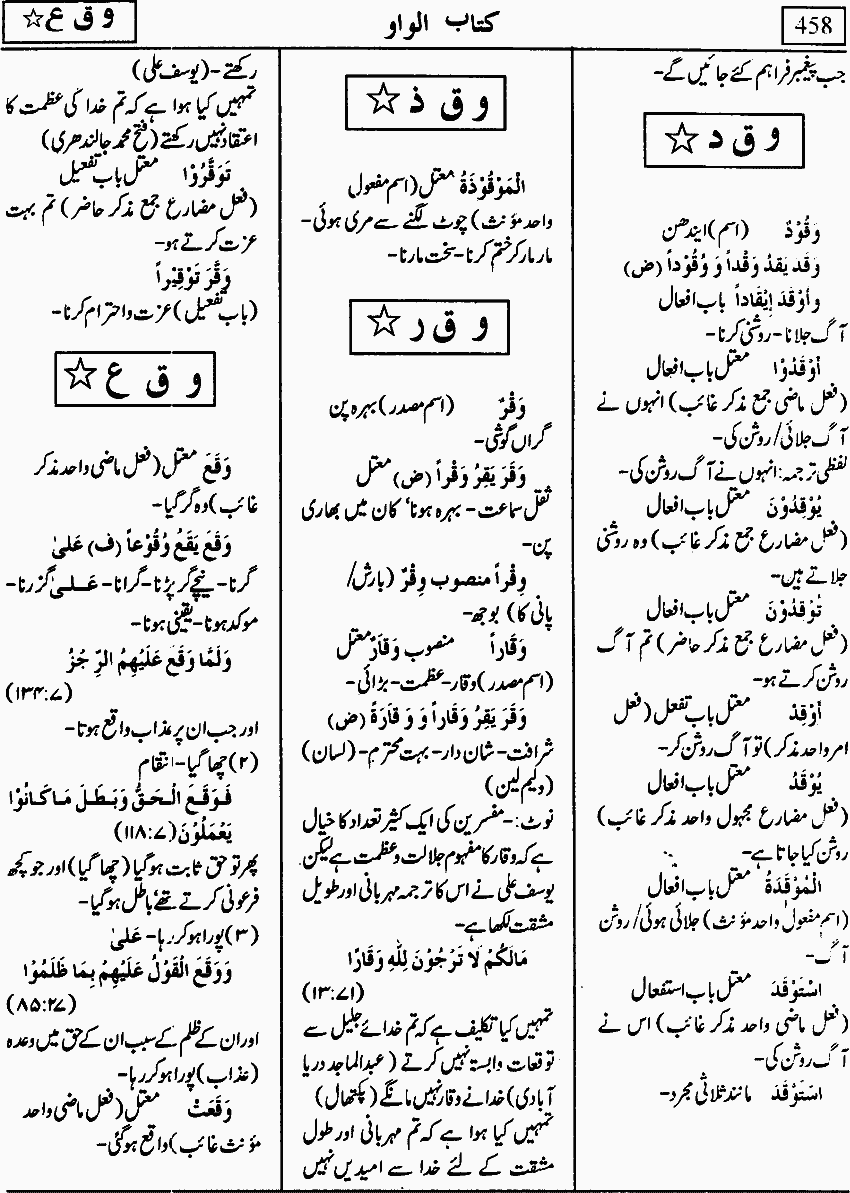 458
کتاب الواو
و ق ع ☆
جب پیغمبر فراہم کئے جائیں گے-
و ق د ☆
وَقُوْدٌ (اسم) ایندھن
وَقَدَ يَقِدُ وَقْداً وَ وُقُوْداً (ض)
وأَوْقَدَ إِيْقَاداً باب افعال
آگ جلانا- روشنی کرنا-
أَوْقَدُوْا معتل باب افعال
(فعل ماضی جمع مذکر غائب) انہوں نے
آگ جلائی/روشن کی-
لفظی ترجمہ: انہوں نے آگ روشن کی-
يُوْقِدُوْنَ معتل باب افعال
(فعل مضارع جمع مذکر غائب) وہ روشنی
جلاتے ہیں-
تُوْقِدُوْنَ معتل باب افعال
(فعل مضارع جمع مذکر حاضر) تم آگ
روشن کرتے ہو-
أَوْقِدْ معتل باب تفعل (فعل
امر واحد مذکر) تو آگ روشن کر-
يُوْقَدُ معتل باب افعال
(فعل مضارع مجہول واحد مذکر غائب)
روشن کیا جاتا ہے-
الْمُوْقَدَةُ معتل باب افعال
(اسم مفعول واحد مؤنث) جلائی ہوئی/روشن
آگ-
اسْتَوْقَدَ معتل باب استفعال
(فعل ماضی واحد مذکر غائب) اس نے
آگ روشن کی-
اسْتَوْقَدَ مانند ثلاثی مجرد-
و ق ذ ☆
الْمَوْقُوْذَةُ معتل (اسم مفعول
واحد مؤنث) چوٹ لگنے سے مری ہوئی-
مار مار کر ختم کرنا- سخت مارنا-
و ق ر ☆
وَقْرٌ (اسم مصدر) بہرہ پن
گراں گوشی-
وَقَرَ يَقِرُ وَقْراً (ض) معتل
ثقل سماعت- بہرہ ہونا، کان میں بھاری
پن-
وِقْراً منصوب وِقْرٌ (بارش/
پانی کا) بوجھ-
وَقَاراً منصوب وَقَارٌ معتل
(اسم مصدر) وقار- عظمت- بڑائی-
وَقَرَ يَقِرُ وَقَاراً وَ وَقَارَةً (ض)
شرافت- شان دار- بہت محترم- (لسان)
(ولیم لین)
نوٹ:- مفسرین کی ایک کثیر تعداد کا خیال
ہے کہ وقار کا مفہوم جلالت و عظمت ہے لیکن
یوسف علی نے اس کا ترجمہ مہربانی اور طویل
مشقت لکھا ہے-
مَالَكُمْ لَا تَرْجُوْنَ لِلّٰهِ وَقَارًا
(۱۳:۷۱)
تمہیں کیا تکلیف ہے کہ تم خدائے جلیل سے
توقعات وابستہ نہیں کرتے (عبدالماجد دریا
آبادی) خدا نے وقار نہیں مانگے (پکتھال)
تمہیں کیا ہوا ہے کہ تم مہربانی اور طول
مشقت کے لئے خدا سے امیدیں نہیں
رکھتے- (یوسف علی)
تمہیں کیا ہوا ہے کہ تم خدا کی عظمت کا
اعتقاد نہیں رکھتے (فتح محمد جالندھری)
تُوَقِّرُوْا معتل باب تفعیل
(فعل مضارع جمع مذکر حاضر) تم بہت
عزت کرتے ہو-
وَقَّرَ تَوْقِيْراً
(باب تفعیل) عزت و احترام کرنا-
و ق ع ☆
وَقَعَ معتل (فعل ماضی واحد مذکر
غائب) وہ گر گیا-
وَقَعَ يَقَعُ وُقُوْعاً (ف) عَلیٰ
گرنا- نیچے گر پڑنا- گرانا- عَلیٰ گزرنا-
موکد ہونا- یقینی ہونا-
وَلَمَّا وَقَعَ عَلَيْهِمُ الرِّجْزُ
(۱۳۴:۷)
اور جب ان پر عذاب واقع ہوتا-
(۲) چھا گیا- انتقام
فَوَقَعَ الْحَقُّ وَبَطَلَ مَا كَانُوْا
يَعْمَلُوْنَ (۱۱۸:۷)
پھر تو حق ثابت ہو گیا (چھا گیا) اور جو کچھ
فرعونی کرتے تھے، باطل ہو گیا-
(۳) پورا ہو کر رہا- عَلیٰ
وَوَقَعَ الْقَوْلُ عَلَيْهِمْ بِمَا ظَلَمُوْا
(۸۵:۲۷)
اور ان کے ظلم کے سبب ان کے حق میں وعدہ
(عذاب) پورا ہو کر رہا-
وَقَعَتْ معتل (فعل ماضی واحد
مؤنث غائب) واقع ہو گئی-